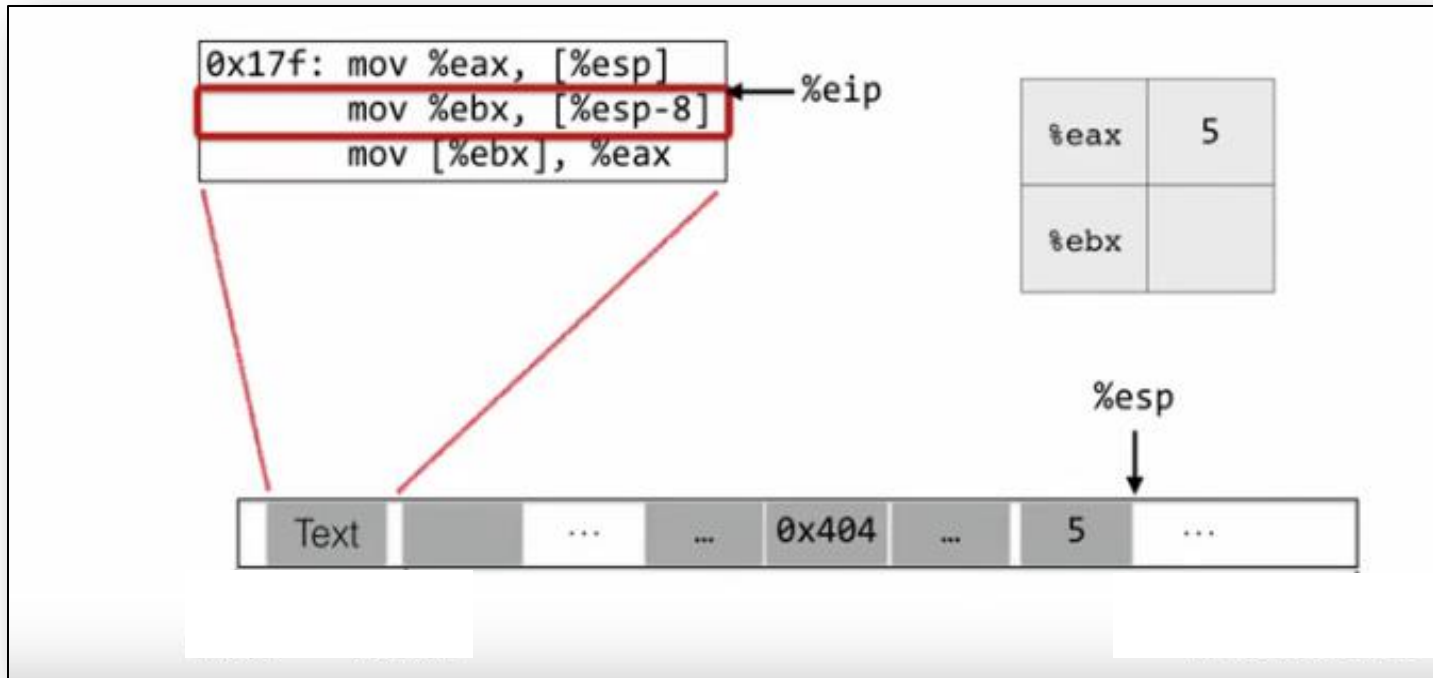 0x17f: mov %eax, [%esp]
mov %ebx, [%esp-8]
mov [%ebx], %eax
%eip
%eax 5
%ebx
%esp
Text ... … 0x404 … 5 ...